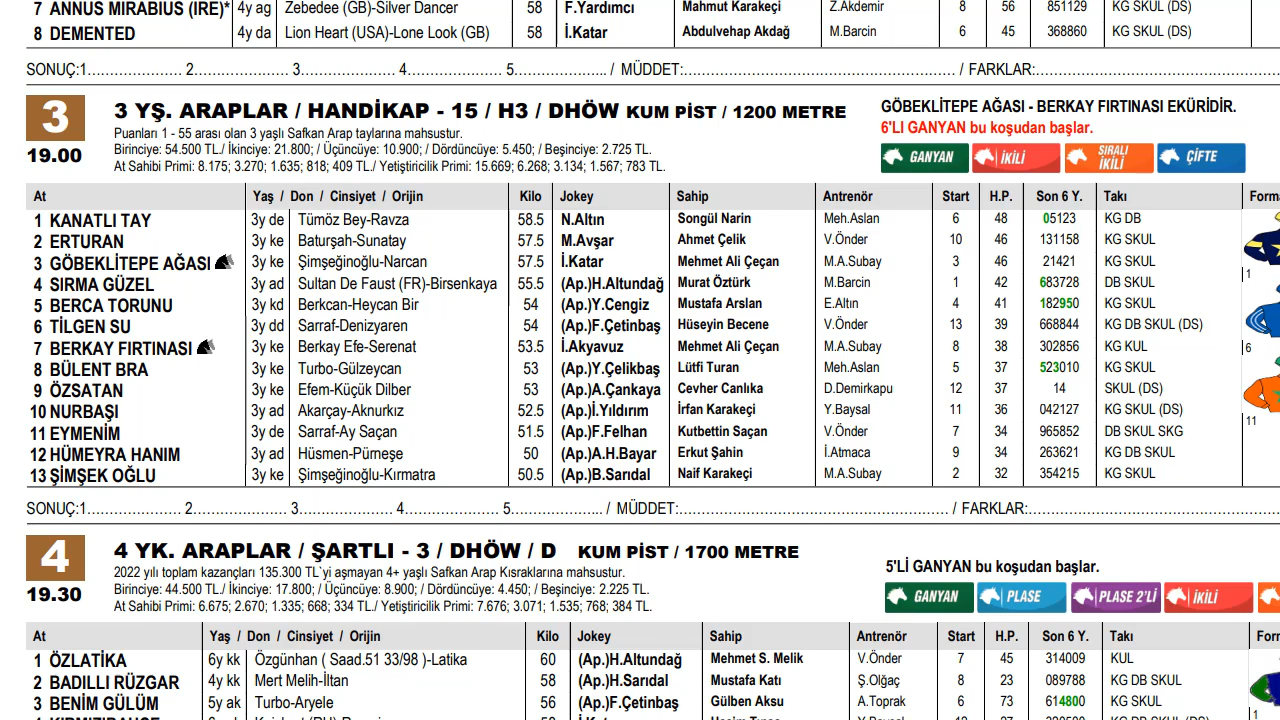 7 ANNUS MIRABIUS (IRE)* 4y ag Zebedee (GB)-Silver Dancer 58 F.Yardımcı Mahmut Karakeçi Z.Akdemir 8 56 851129 KG SKUL (DS)
8 DEMENTED 4y da Lion Heart (USA)-Lone Look (GB) 58 İ.Katar Abdulvehap Akdağ M.Barcin 6 45 368860 KG SKUL (DS)
SONUÇ:1........................ 2...................... 3...................... 4........................ 5...................... / MÜDDET:.............................................................. / FARKLAR:..........................................................
3 3 YŞ. ARAPLAR / HANDİKAP - 15 / H3 / DHÖW KUM PİST / 1200 METRE
19.00
Puanları 1 - 55 arası olan 3 yaşlı Safkan Arap taylarına mahsustur.
Birinciye: 54.500 TL./ İkinciye: 21.800; / Üçüncüye: 10.900; / Dördüncüye: 5.450; / Beşinciye: 2.725 TL.
At Sahibi Primi: 8.175; 3.270; 1.635; 818; 409 TL./ Yetiştiricilik Primi: 15.669; 6.268; 3.134; 1.567; 783 TL.
GÖBEKLİTEPE AĞASI - BERKAY FIRTINASI EKÜRİDİR.
6'LI GANYAN bu koşudan başlar.
GANYAN İKİLİ SIRALI İKİLİ ÇİFTE
At Yaş / Don / Cinsiyet / Orijin Kilo Jokey Sahip Antrenör Start H.P. Son 6 Y. Takı Forma
1 KANATLI TAY 3y de Tümöz Bey-Ravza 58.5 N.Altın Songül Narin Meh.Aslan 6 48 05123 KG DB
2 ERTURAN 3y ke Baturşah-Sunatay 57.5 M.Avşar Ahmet Çelik V.Önder 10 46 131158 KG SKUL
3 GÖBEKLİTEPE AĞASI 3y ke Şimşeğinoğlu-Narcan 57.5 İ.Katar Mehmet Ali Çeçan M.A.Subay 3 46 21421 KG SKUL
1
4 SIRMA GÜZEL 3y ad Sultan De Faust (FR)-Birsenkaya 55.5 (Ap.)H.Altundağ Murat Öztürk M.Barcin 1 42 683728 DB SKUL
5 BERCA TORUNU 3y kd Berkcan-Heycan Bir 54 (Ap.)Y.Cengiz Mustafa Arslan E.Altın 4 41 182950 KG SKUL
6 TİLGEN SU 3y dd Sarraf-Denizyaren 54 (Ap.)F.Çetinbaş Hüseyin Becene V.Önder 13 39 668844 KG DB SKUL (DS)
7 BERKAY FIRTINASI 3y ke Berkay Efe-Serenat 53.5 İ.Akyavuz Mehmet Ali Çeçan M.A.Subay 8 38 302856 KG KUL 6
8 BÜLENT BRA 3y ke Turbo-Gülzeycan 53 (Ap.)Y.Çelikbaş Lütfi Turan Meh.Aslan 5 37 523010 KG SKUL
9 ÖZSATAN 3y ke Efem-Küçük Dilber 53 (Ap.)A.Çankaya Cevher Canlıka D.Demirkapu 12 37 14 SKUL (DS)
10 NURBAŞI 3y ad Akarçay-Aknurkız 52.5 (Ap.)İ.Yıldırım İrfan Karakeçi Y.Baysal 11 36 042127 KG SKUL (DS)
11
11 EYMENİM 3y de Sarraf-Ay Saçan 51.5 (Ap.)F.Felhan Kutbettin Saçan V.Önder 7 34 965852 DB SKUL SKG
12 HÜMEYRA HANIM 3y ad Hüsmen-Pürneşe 50 (Ap.)A.H.Bayar Erkut Şahin İ.Atmaca 9 34 263621 KG DB SKUL
13 ŞİMŞEK OĞLU 3y ke Şimşeğinoğlu-Kırmatra 50.5 (Ap.)B.Sarıdal Naif Karakeçi M.A.Subay 2 32 354215 KG SKUL
SONUÇ:1........................ 2...................... 3...................... 4........................ 5...................... / MÜDDET:.............................................................. / FARKLAR:..........................................................
4 4 YK. ARAPLAR / ŞARTLI - 3 / DHÖW / D KUM PİST / 1700 METRE
19.30
2022 yılı toplam kazançları 135.300 TL`yi aşmayan 4+ yaşlı Safkan Arap Kısraklarına mahsustur.
Birinciye: 44.500 TL./ İkinciye: 17.800; / Üçüncüye: 8.900; / Dördüncüye: 4.450; / Beşinciye: 2.225 TL.
At Sahibi Primi: 6.675; 2.670; 1.335; 668; 334 TL./ Yetiştiricilik Primi: 7.676; 3.071; 1.535; 768; 384 TL.
5'Lİ GANYAN bu koşudan başlar.
GANYAN PLASE PLASE 2'Lİ İKİLİ
At Yaş / Don / Cinsiyet / Orijin Kilo Jokey Sahip Antrenör Start H.P. Son 6 Y. Takı Forma
1 ÖZLATİKA 6y kk Özgünhan ( Saad.51 33/98 )-Latika 60 (Ap.)H.Altundağ Mehmet S. Melik V.Önder 7 45 314009 KUL
2 BADILLI RÜZGAR 4y kk Mert Melih-İltan 58 (Ap.)H.Sarıdal Mustafa Katı Ş.Olğaç 8 23 089788 KG DB SKUL
3 BENİM GÜLÜM 5y ak Turbo-Aryele 56 (Ap.)F.Çetinbaş Gülben Aksu A.Toprak 6 73 614800 KG SKUL
1